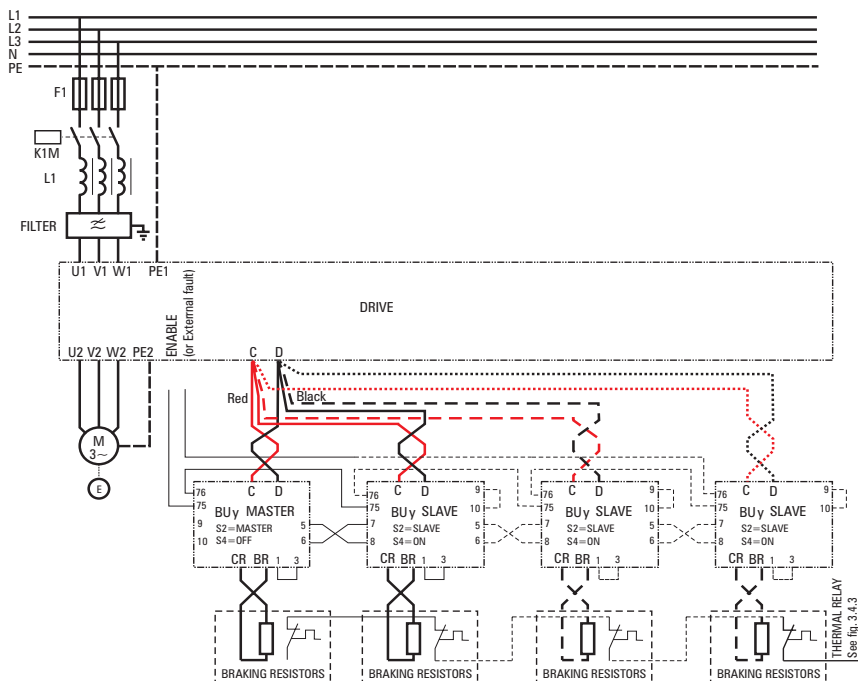 L1
L2
L3
N
PE
F1
K1M
L1
FILTER
U1 V1 W1 PE1
ENABLE
(or External fault)
DRIVE
U2 V2 W2 PE2
C D
Red
Black
M
3~
E
76
75
C D
BUy MASTER
9
10
S2=MASTER
S4=OFF
5
6
CR BR 1 3
76
75
C D
9
10
BUy SLAVE
7
8
S2=SLAVE
S4=ON
5
6
CR BR 1 3
76
75
C D
9
10
BUy SLAVE
7
8
S2=SLAVE
S4=ON
5
6
CR BR 1 3
76
75
C D
9
10
BUy SLAVE
7
8
S2=SLAVE
S4=ON
CR BR 1 3
BRAKING RESISTORS
BRAKING RESISTORS
BRAKING RESISTORS
BRAKING RESISTORS
THERMAL RELAY
See fig. 3.4.3